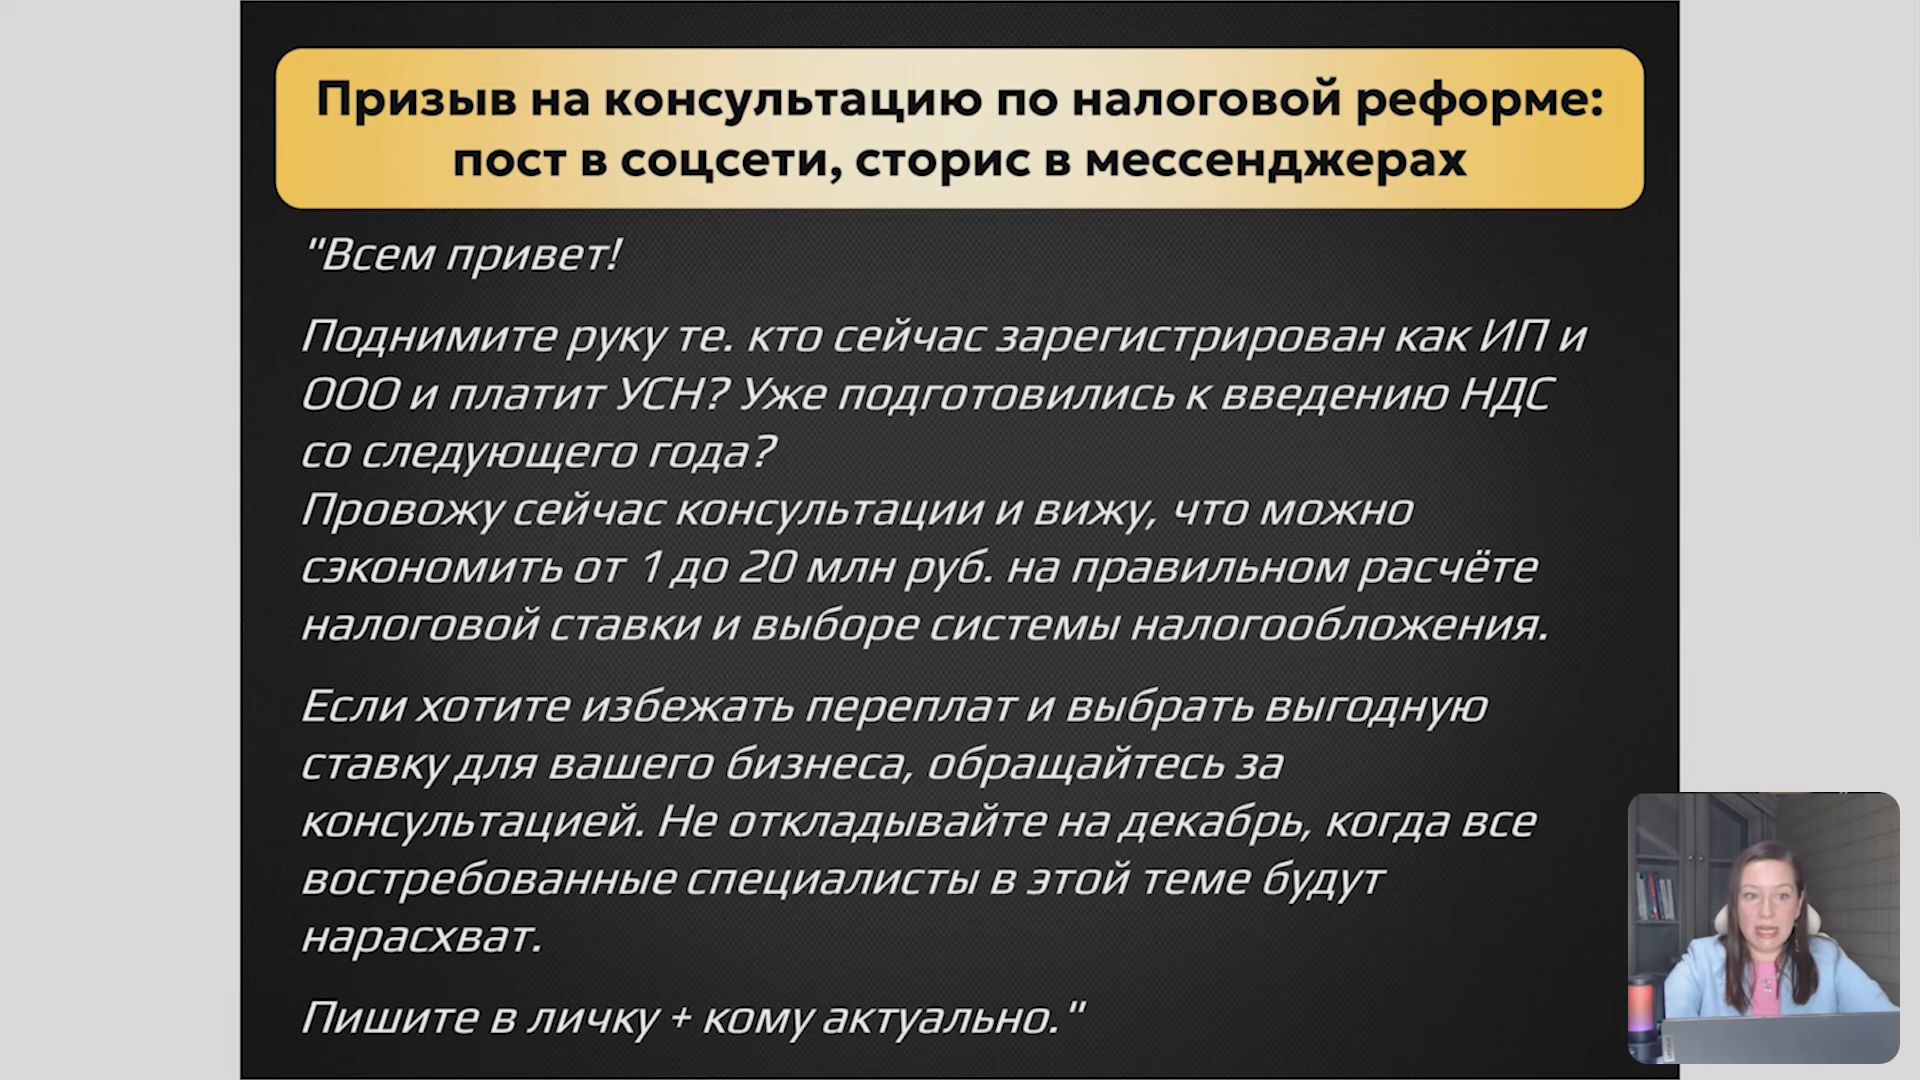 Призыв на консультацию по налоговой реформе:
пост в соцсети, сторис в мессенджерах
"Всем привет!
Поднимите руку те. кто сейчас зарегистрирован как ИП и
ООО и платит УСН? Уже подготовились к введению НДС
со следующего года?
Провожу сейчас консультации и вижу, что можно
сэкономить от 1 до 20 млн руб. на правильном расчёте
налоговой ставки и выборе системы налогообложения.
Если хотите избежать переплат и выбрать выгодную
ставку для вашего бизнеса, обращайтесь за
консультацией. Не откладывайте на декабрь, когда все
востребованные специалисты в этой теме будут
нарасхват.
Пишите в личку + кому актуально."